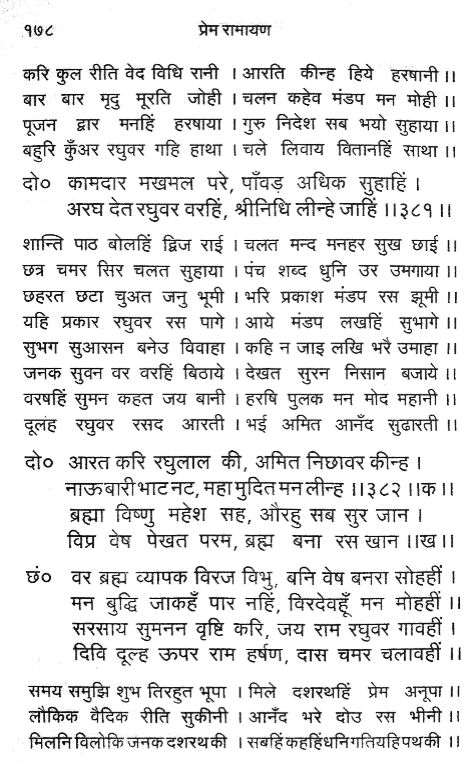 १७८ प्रेम रामायण
करि कुल रीति वेद विधि रानी । आरति कीन्ह हिये हरषानी ।।
बार बार मृदु मूरति जोही । चलन कहेव मंडप मन मोही ।।
पूजन द्वार मनहिं हरषाया । गुरु निदेश सब भयो सुहाया ।।
बहुरि कुँअर रघुवर गहि हाथा । चले लिवाय वितानहिं साथा ।।
दो० कामदार मखमल परे, पाँवड़ अधिक सुहाहिं ।
अरघ देत रघुवर वरहिं, श्रीनिधि लीन्हे जाहिं ।।३८१ ।।
शान्ति पाठ बोलहिं द्विज राई । चलत मन्द मनहर सुख छाई ।।
छत्र चमर सिर चलत सुहाया । पंच शब्द धुनि उर उमगाया ।।
छहरत छटा चुअत जनु भूमी । भरि प्रकाश मंडप रस झूमी ।।
यहि प्रकार रघुवर रस पागे । आये मंडप लखहिं सुभागे ।।
सुभग सुआसन बनेउ विवाहा । कहि न जाइ लखि भरै उमाहा ।।
जनक सुवन वर वरहिं बिठाये । देखत सुरन निसान बजाये ।।
वरषहिं सुमन कहत जय बानी । हरषि पुलक मन मोद महानी ।।
दूलह रघुवर रसद आरती । भई अमित आनँद सुढारती ।।
दो० आरत करि रघुलाल की, अमित निछावर कीन्ह ।
नाऊ बारी भाट नट, महा मुदित मन लीन्ह ।।३८२ ।।क ।।
ब्रह्मा विष्णु महेश सह, औरहु सब सुर जान ।
विप्र वेष पेखत परम, ब्रह्म बना रस खान ।।ख ।।
छं० वर ब्रह्म व्यापक विरज विभु, बनि वेष बनरा सोहहीं ।
मन बुद्धि जाकहँ पार नहिं, विरदेवहूँ मन मोहहीं ।।
सरसाय सुमनन वृष्टि करि, जय राम रघुवर गावहीं ।
दिवि दूल्ह ऊपर राम हर्षण, दास चमर चलावहीं ।।
समय समुझि शुभ तिरहुत भूपा । मिले दशरथहिं प्रेम अनूपा ।।
लौकिक वैदिक रीति सुकीनी । आनँद भरे दोउ रस भीनी ।।
मिलनि विलोकि जनक दशरथ की । सबहिं कहहिं धनि गति यहि पथ की ।।